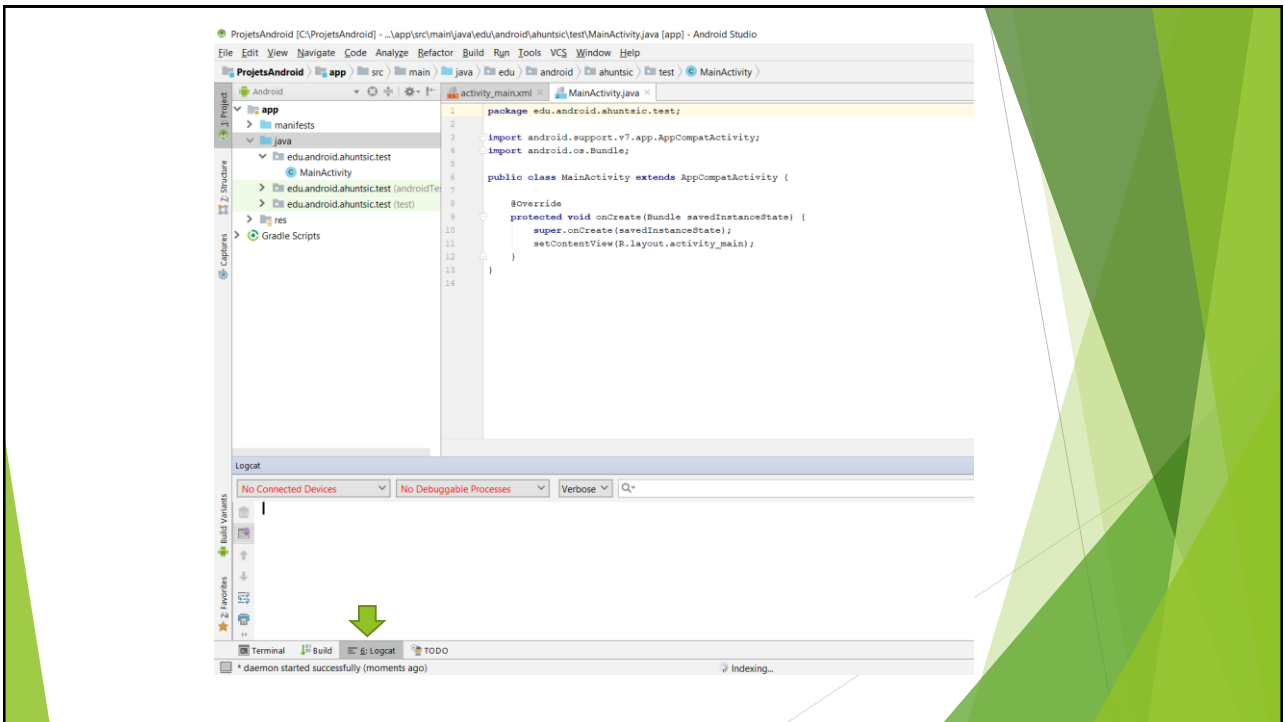 ProjetsAndroid [C:\ProjetsAndroid] - ...\app\src\main\java\edu\android\ahuntsic\test\MainActivity.java [app] - Android Studio
File Edit View Navigate Code Analyze Refactor Build Run Tools VCS Window Help
ProjetsAndroid app src main java edu android ahuntsic test MainActivity
Android activity_main.xml MainActivity.java
1: Project
Z: Structure
Captures
Build Variants
2: Favorites
app
manifests
java
edu.android.ahuntsic.test
MainActivity
edu.android.ahuntsic.test (androidTe
edu.android.ahuntsic.test (test)
res
Gradle Scripts
1 package edu.android.ahuntsic.test;
2
3 import android.support.v7.app.AppCompatActivity;
4 import android.os.Bundle;
5
6 public class MainActivity extends AppCompatActivity {
7
8 @Override
9 protected void onCreate(Bundle savedInstanceState) {
10 super.onCreate(savedInstanceState);
11 setContentView(R.layout.activity_main);
12 }
13 }
14
Logcat
No Connected Devices No Debuggable Processes Verbose
Terminal Build 6: Logcat TODO
* daemon started successfully (moments ago) Indexing...